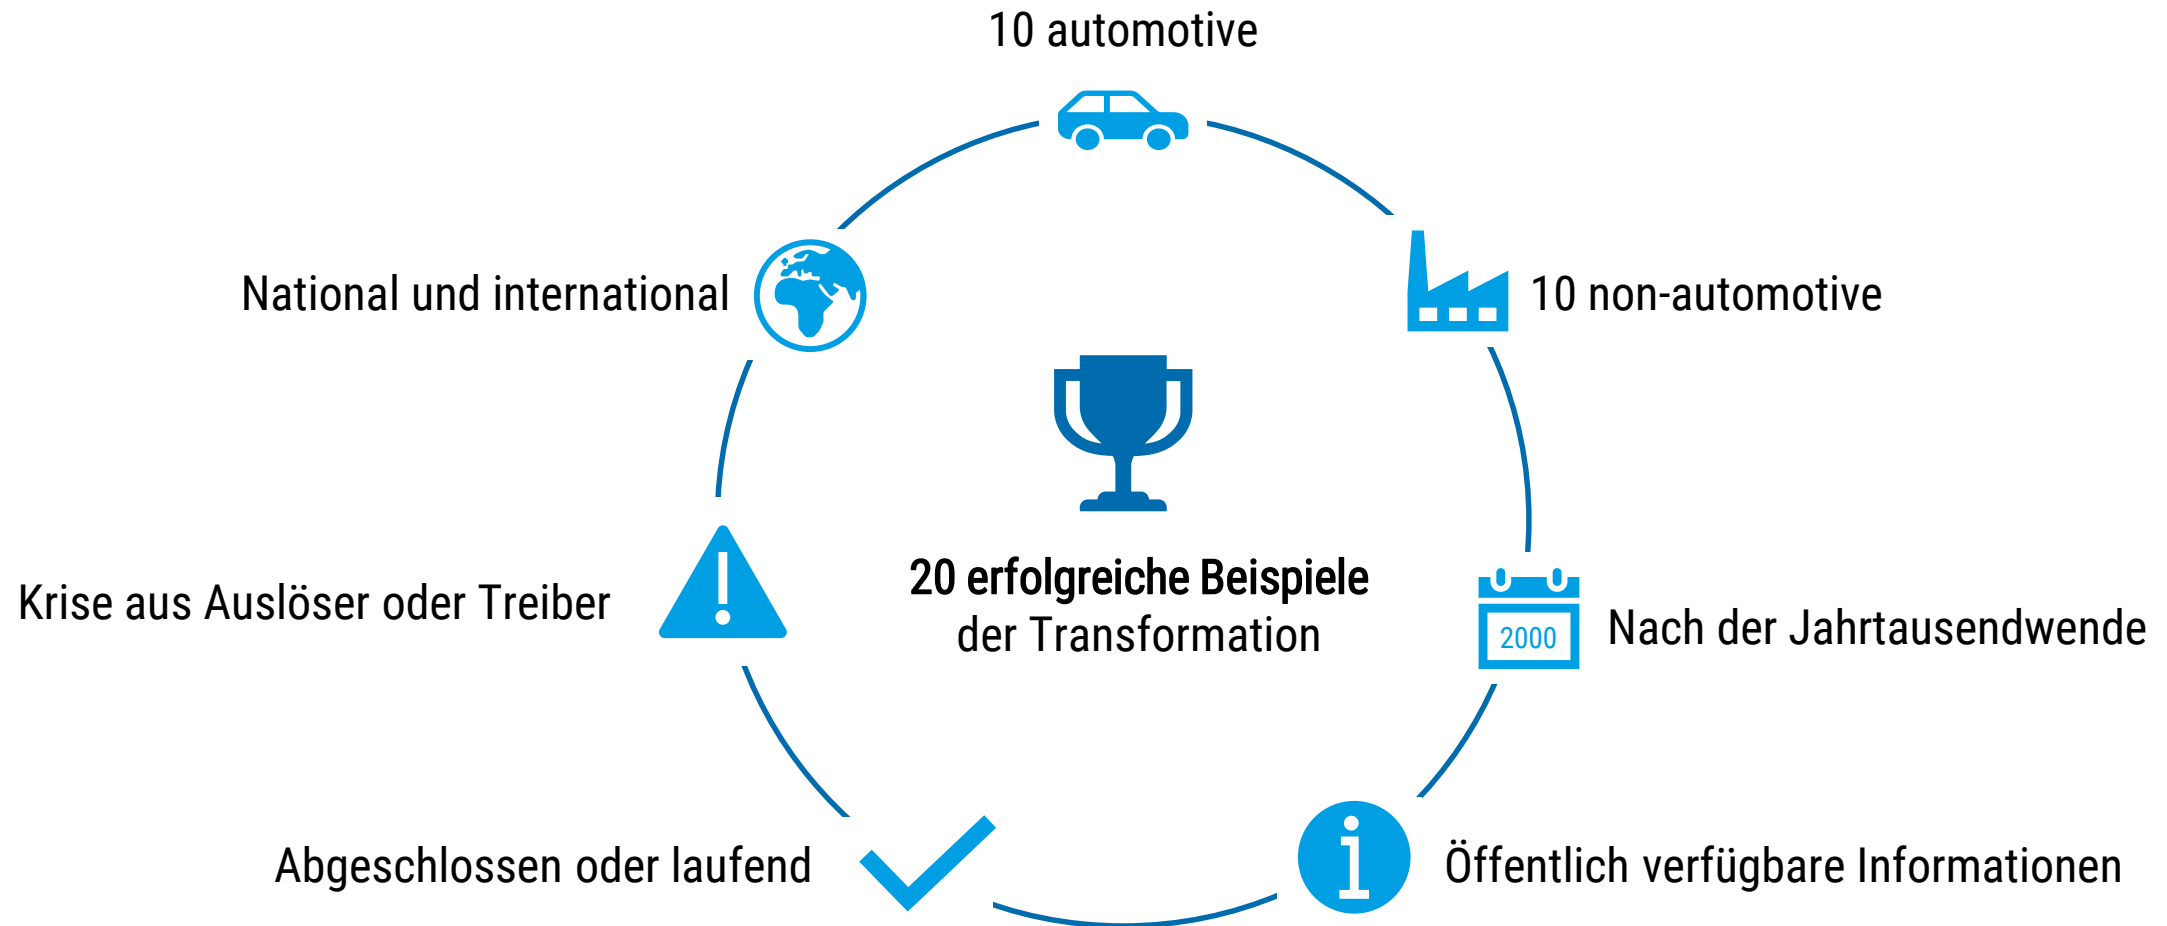 10 automotive
National und international
10 non-automotive
20 erfolgreiche Beispiele
der Transformation
Krise aus Auslöser oder Treiber
2000
Nach der Jahrtausendwende
Abgeschlossen oder laufend
Öffentlich verfügbare Informationen